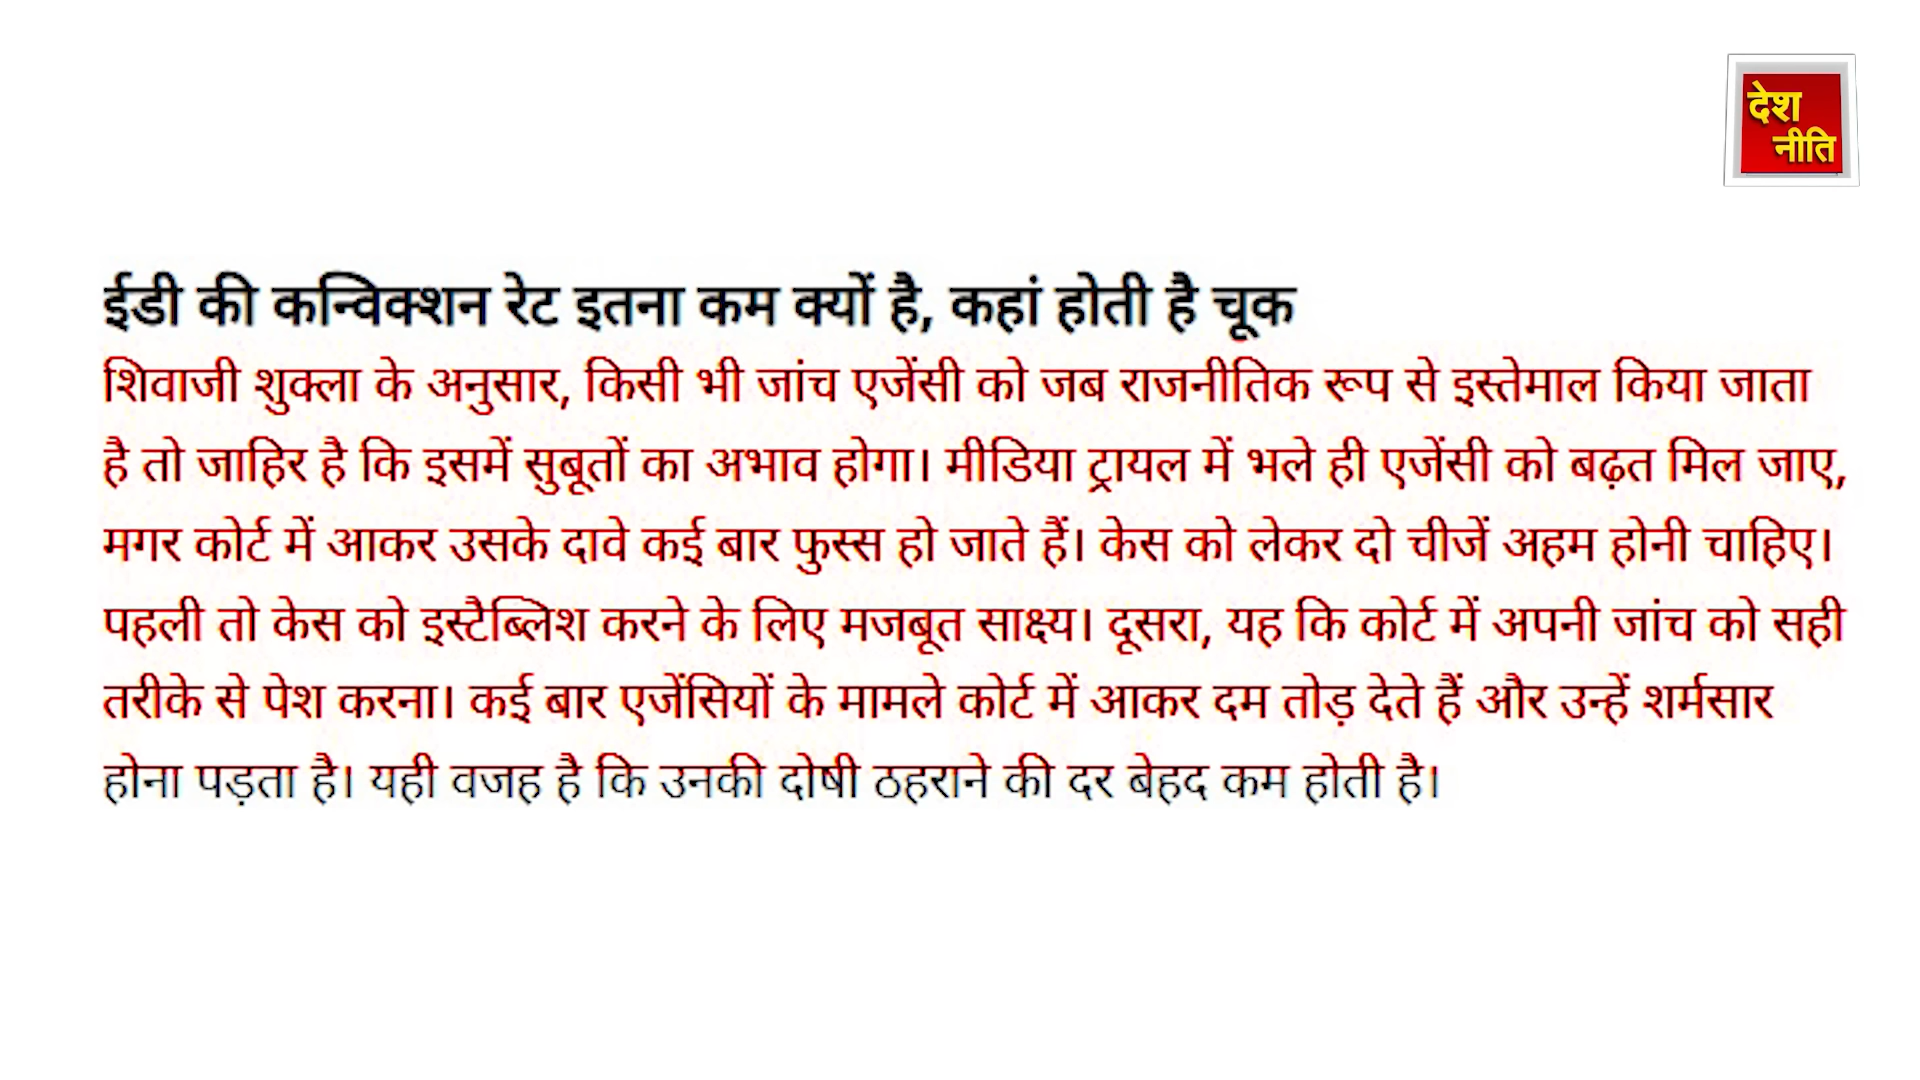 देश
नीति
ईडी की कन्विक्शन रेट इतना कम क्यों है, कहां होती है चूक
शिवाजी शुक्ला के अनुसार, किसी भी जांच एजेंसी को जब राजनीतिक रूप से इस्तेमाल किया जाता
है तो जाहिर है कि इसमें सुबूतों का अभाव होगा। मीडिया ट्रायल में भले ही एजेंसी को बढ़त मिल जाए,
मगर कोर्ट में आकर उसके दावे कई बार फुस्स हो जाते हैं। केस को लेकर दो चीजें अहम होनी चाहिए।
पहली तो केस को इस्टैब्लिश करने के लिए मजबूत साक्ष्य। दूसरा, यह कि कोर्ट में अपनी जांच को सही
तरीके से पेश करना। कई बार एजेंसियों के मामले कोर्ट में आकर दम तोड़ देते हैं और उन्हें शर्मसार
होना पड़ता है। यही वजह है कि उनकी दोषी ठहराने की दर बेहद कम होती है।